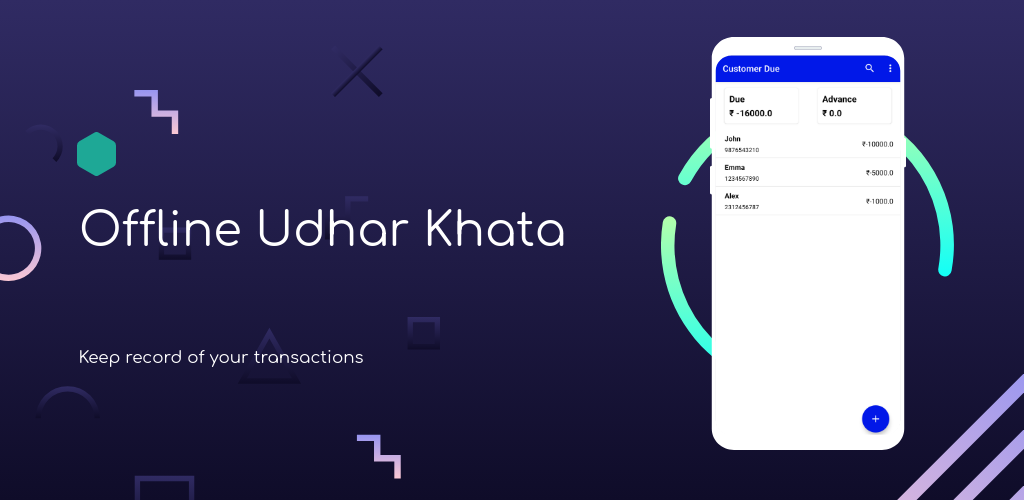 Offline Udhar Khata
Keep record of your transactions
Customer Due
Due
₹ -16000.0
Advance
₹ 0.0
John
9876543210
₹-10000.0
Emma
1234567890
₹-5000.0
Alex
2312456787
₹-1000.0